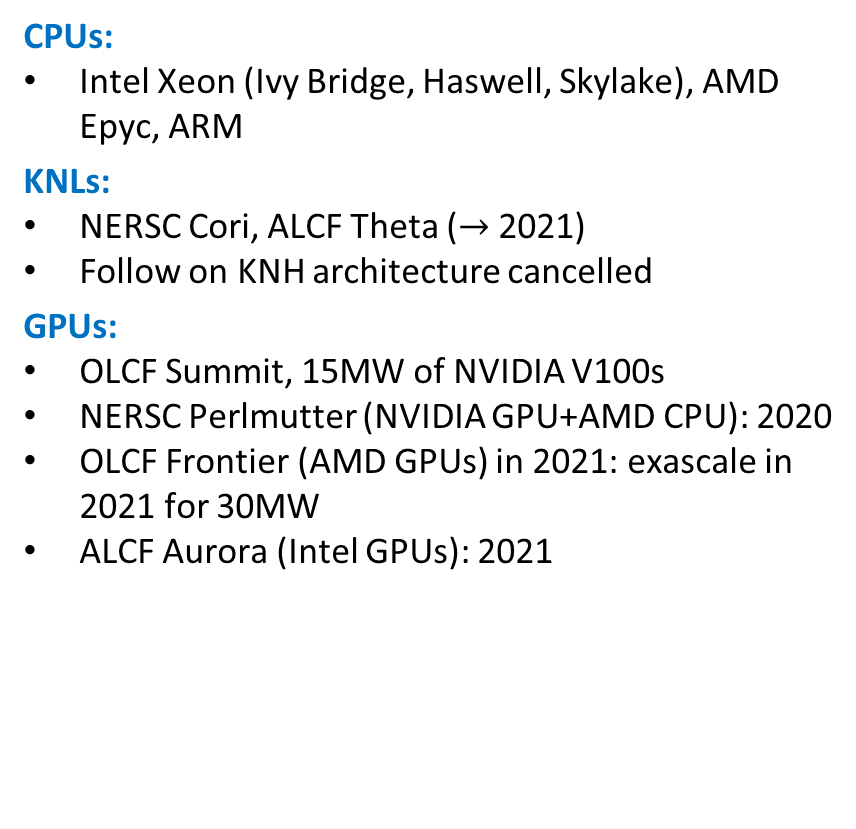 CPUs:
• Intel Xeon (Ivy Bridge, Haswell, Skylake), AMD
Epyc, ARM
KNLs:
• NERSC Cori, ALCF Theta (→ 2021)
• Follow on KNH architecture cancelled
GPUs:
• OLCF Summit, 15MW of NVIDIA V100s
• NERSC Perlmutter (NVIDIA GPU+AMD CPU): 2020
• OLCF Frontier (AMD GPUs) in 2021: exascale in
2021 for 30MW
• ALCF Aurora (Intel GPUs): 2021